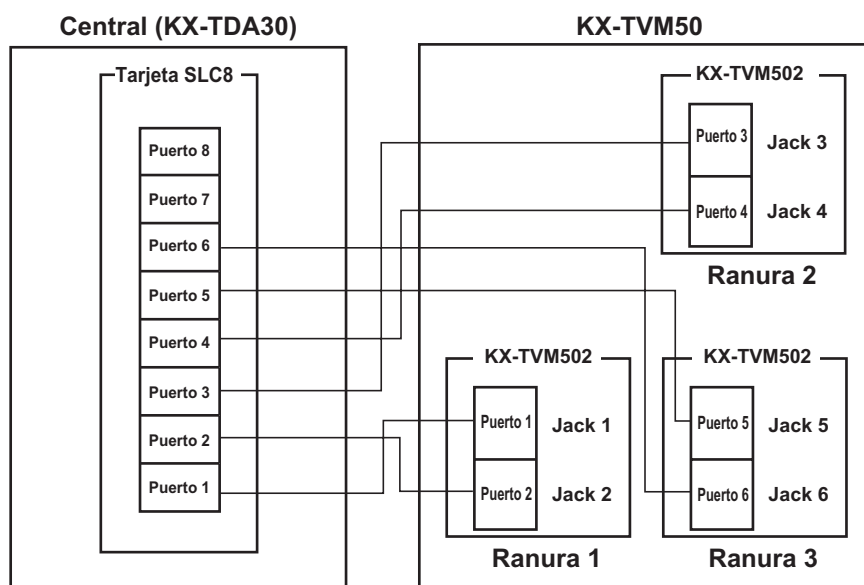 Central (KX-TDA30)
Tarjeta SLC8
Puerto 8
Puerto 7
Puerto 6
Puerto 5
Puerto 4
Puerto 3
Puerto 2
Puerto 1
KX-TVM50
KX-TVM502
Puerto 3
Jack 3
Puerto 4
Jack 4
Ranura 2
KX-TVM502
Puerto 1
Jack 1
Puerto 2
Jack 2
Ranura 1
KX-TVM502
Puerto 5
Jack 5
Puerto 6
Jack 6
Ranura 3